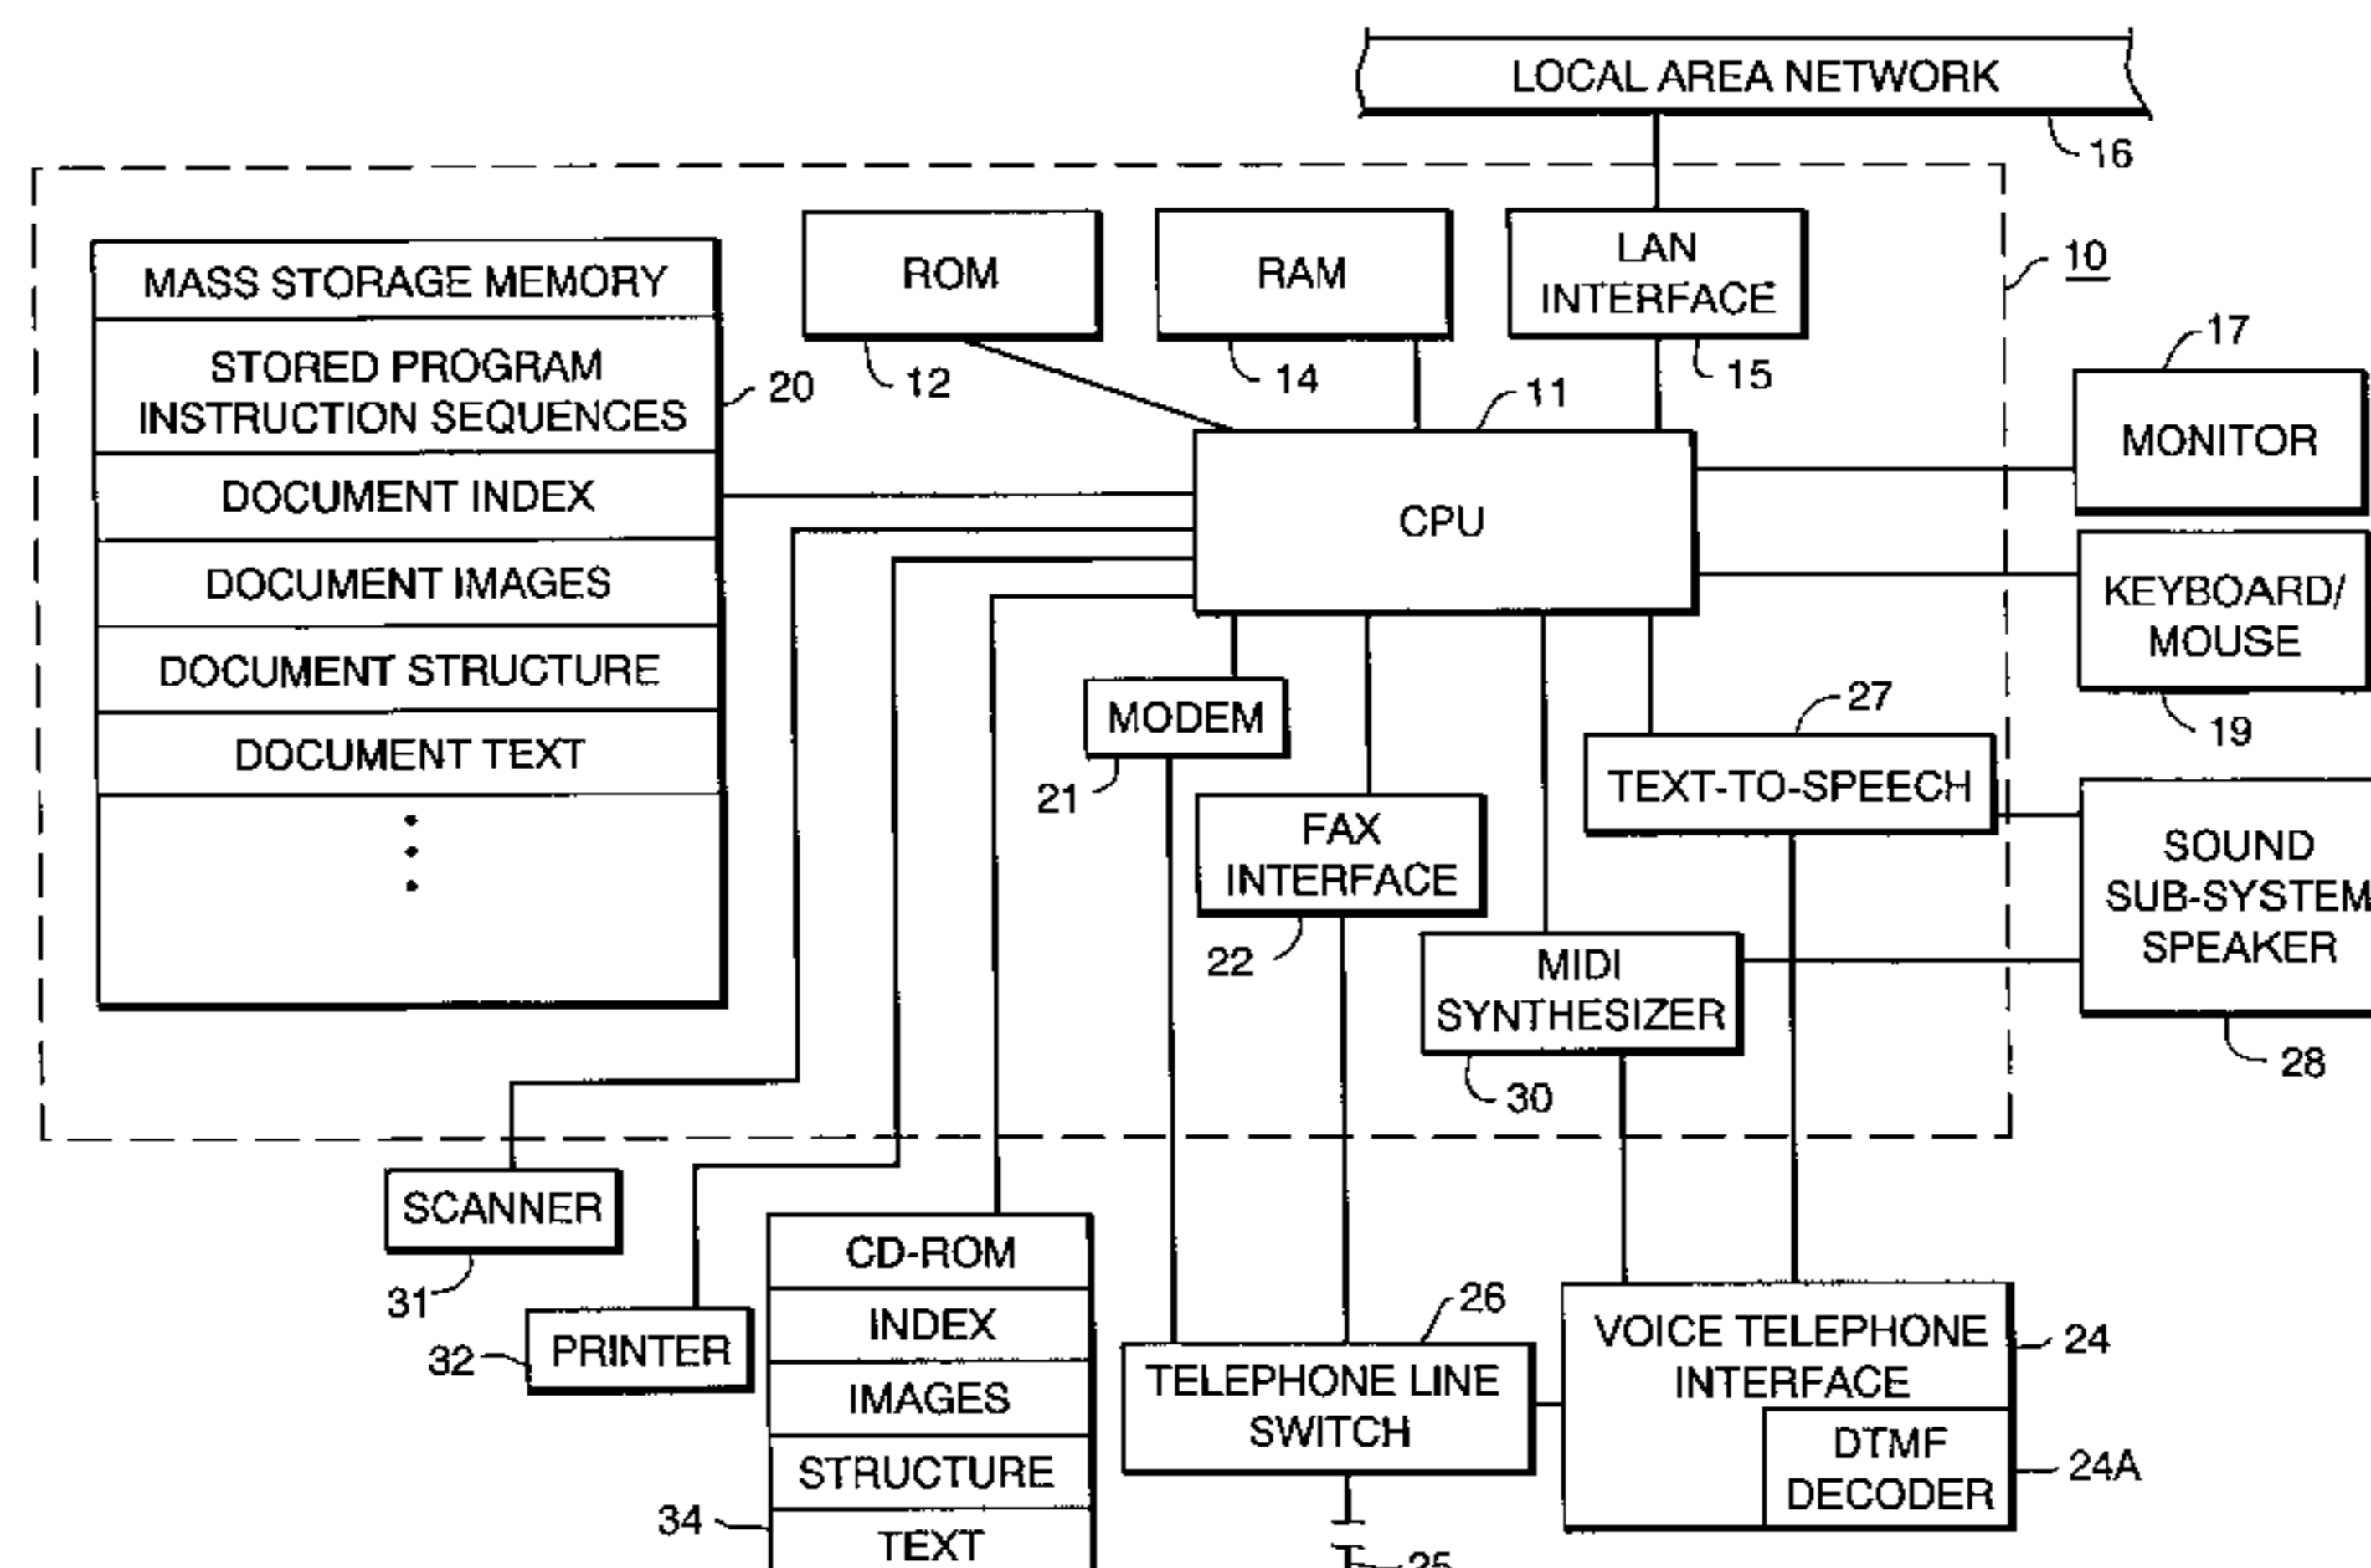 LOCAL AREA NETWORK
16
ROM
12
RAM
14
LAN
INTERFACE
15
10
MASS STORAGE MEMORY
STORED PROGRAM
INSTRUCTION SEQUENCES
DOCUMENT INDEX
DOCUMENT IMAGES
DOCUMENT STRUCTURE
DOCUMENT TEXT
20
11
CPU
17
MONITOR
KEYBOARD/
MOUSE
19
MODEM
21
FAX
INTERFACE
22
27
TEXT-TO-SPEECH
MIDI
SYNTHESIZER
30
SOUND
SUB-SYSTEM
SPEAKER
28
SCANNER
31
PRINTER
32
CD-ROM
INDEX
IMAGES
STRUCTURE
TEXT
34
26
TELEPHONE LINE
SWITCH
25
VOICE TELEPHONE
INTERFACE
24
DTMF
DECODER
24A